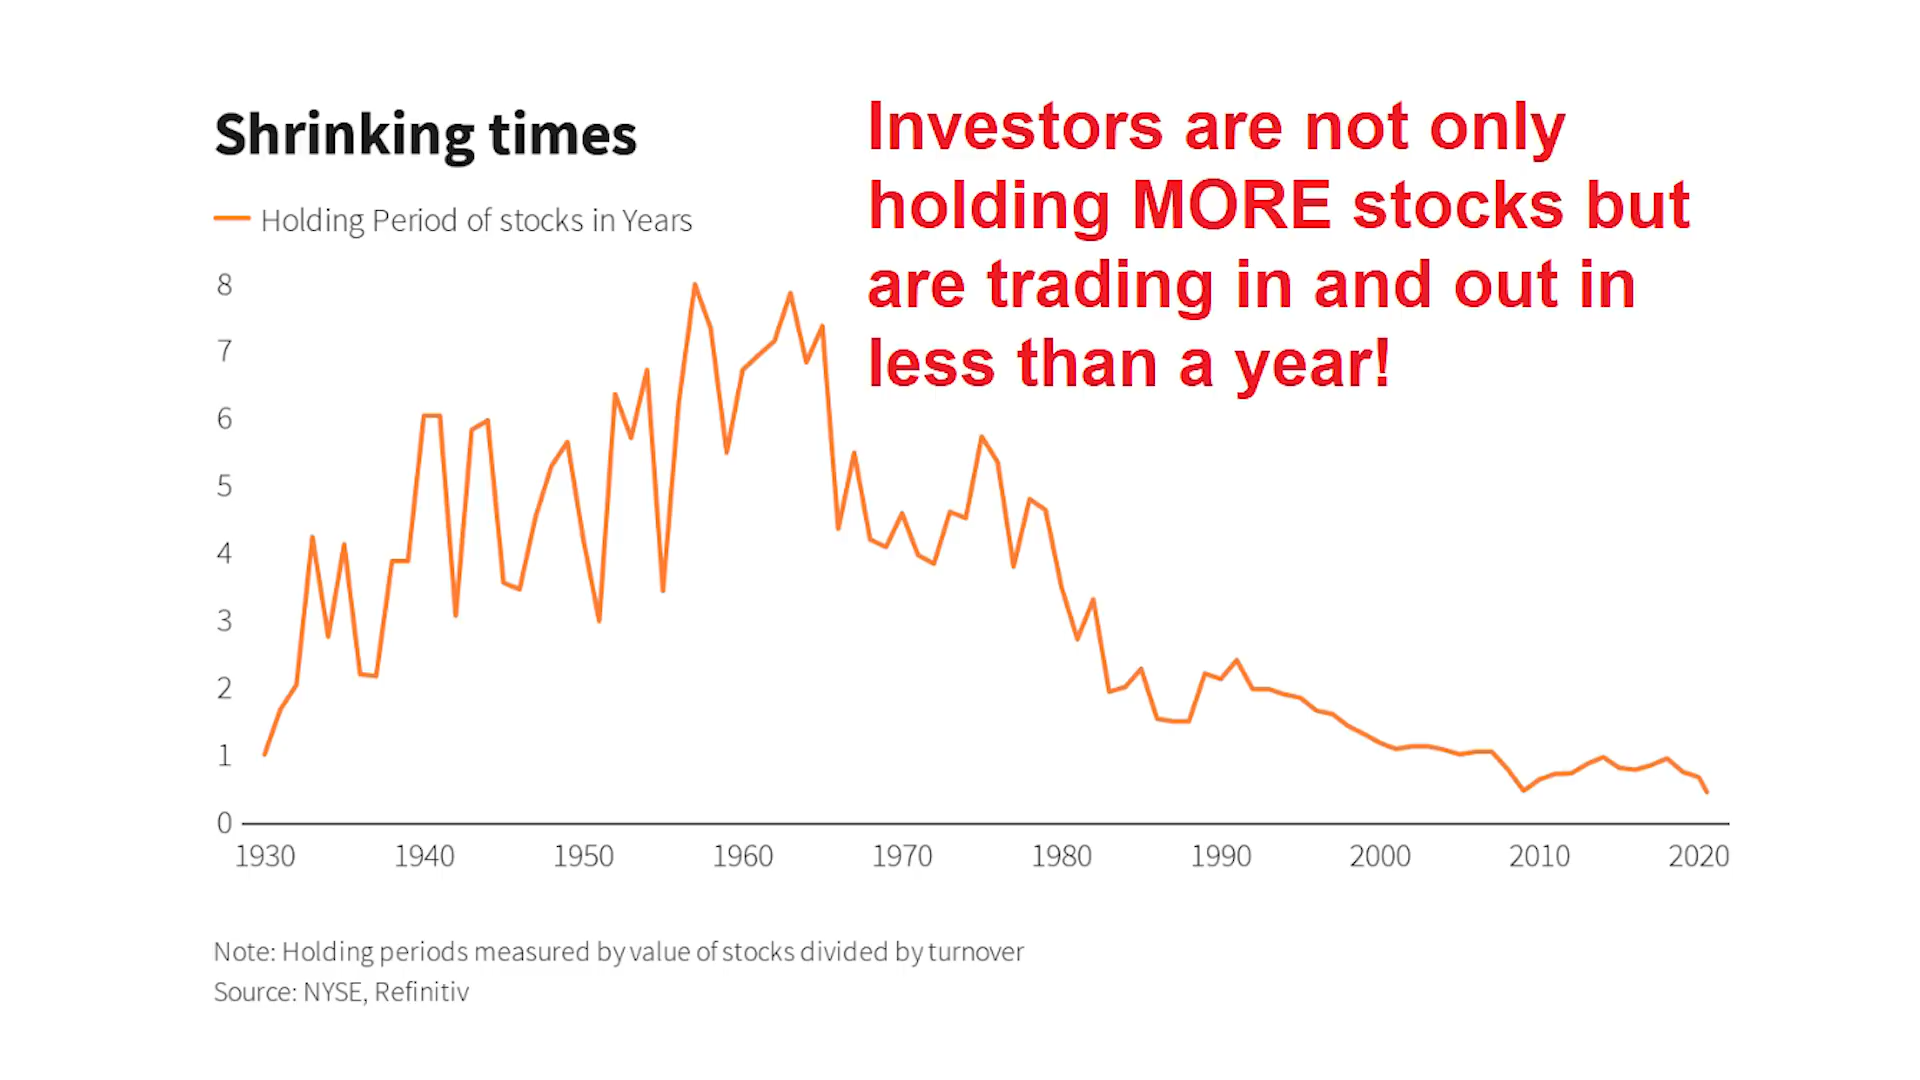 Shrinking times
Holding Period of stocks in Years
Investors are not only
holding MORE stocks but
are trading in and out in
less than a year!
8
7
6
5
4
3
2
1
0
1930 1940 1950 1960 1970 1980 1990 2000 2010 2020
Note: Holding periods measured by value of stocks divided by turnover
Source: NYSE, Refinitiv